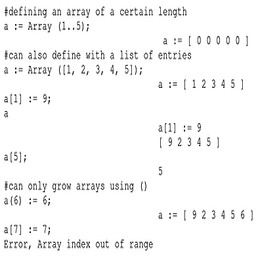 #defining an array of a certain length
a := Array (1..5);
a := [ 0 0 0 0 0 ]
#can also define with a list of entries
a := Array ([1, 2, 3, 4, 5]);
a := [ 1 2 3 4 5 ]
a[1] := 9;
a
a[1] := 9
[ 9 2 3 4 5 ]
a[5];
5
#can only grow arrays using ()
a(6) := 6;
a := [ 9 2 3 4 5 6 ]
a[7] := 7;
Error, Array index out of range